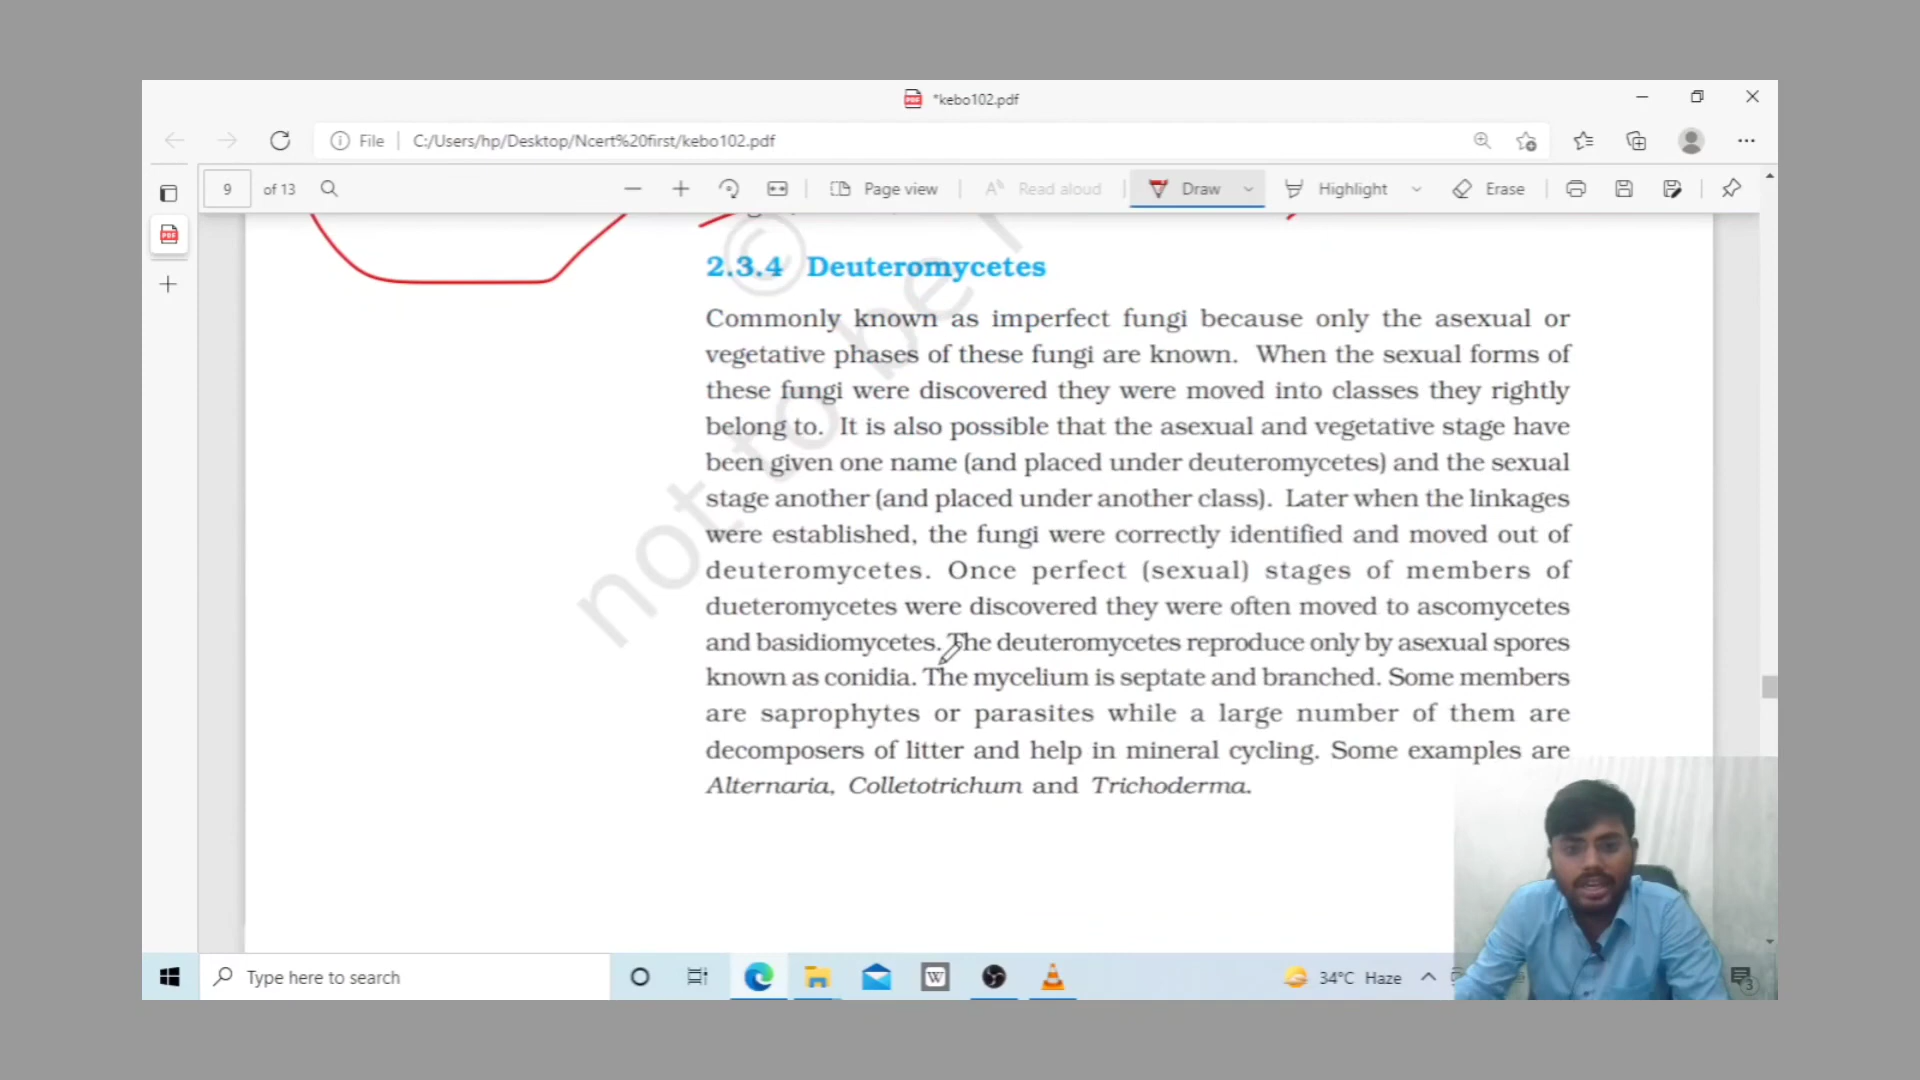 *kebo102.pdf
File C:/Users/hp/Desktop/Ncert%20first/kebo102.pdf
9 of 13 Page view Read aloud Draw Highlight Erase
2.3.4 Deuteromycetes
Commonly known as imperfect fungi because only the asexual or
vegetative phases of these fungi are known. When the sexual forms of
these fungi were discovered they were moved into classes they rightly
belong to. It is also possible that the asexual and vegetative stage have
been given one name (and placed under deuteromycetes) and the sexual
stage another (and placed under another class). Later when the linkages
were established, the fungi were correctly identified and moved out of
deuteromycetes. Once perfect (sexual) stages of members of
dueteromycetes were discovered they were often moved to ascomycetes
and basidiomycetes. The deuteromycetes reproduce only by asexual spores
known as conidia. The mycelium is septate and branched. Some members
are saprophytes or parasites while a large number of them are
decomposers of litter and help in mineral cycling. Some examples are
Alternaria, Colletotrichum and Trichoderma.
© not to be
Type here to search
W
34°C Haze
3